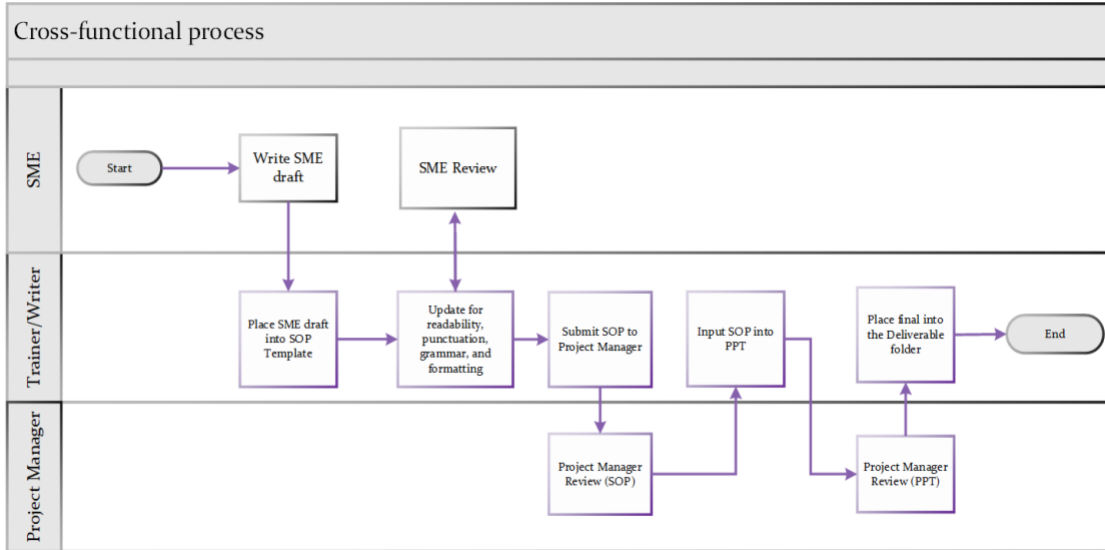 Cross-functional process
SME
Start
Write SME
draft
SME Review
Trainer/Writer
Place SME draft
into SOP
Template
Update for
readability,
punctuation,
grammar, and
formatting
Submit SOP to
Project Manager
Input SOP into
PPT
Place final into
the Deliverable
folder
End
Project Manager
Project Manager
Review (SOP)
Project Manager
Review (PPT)